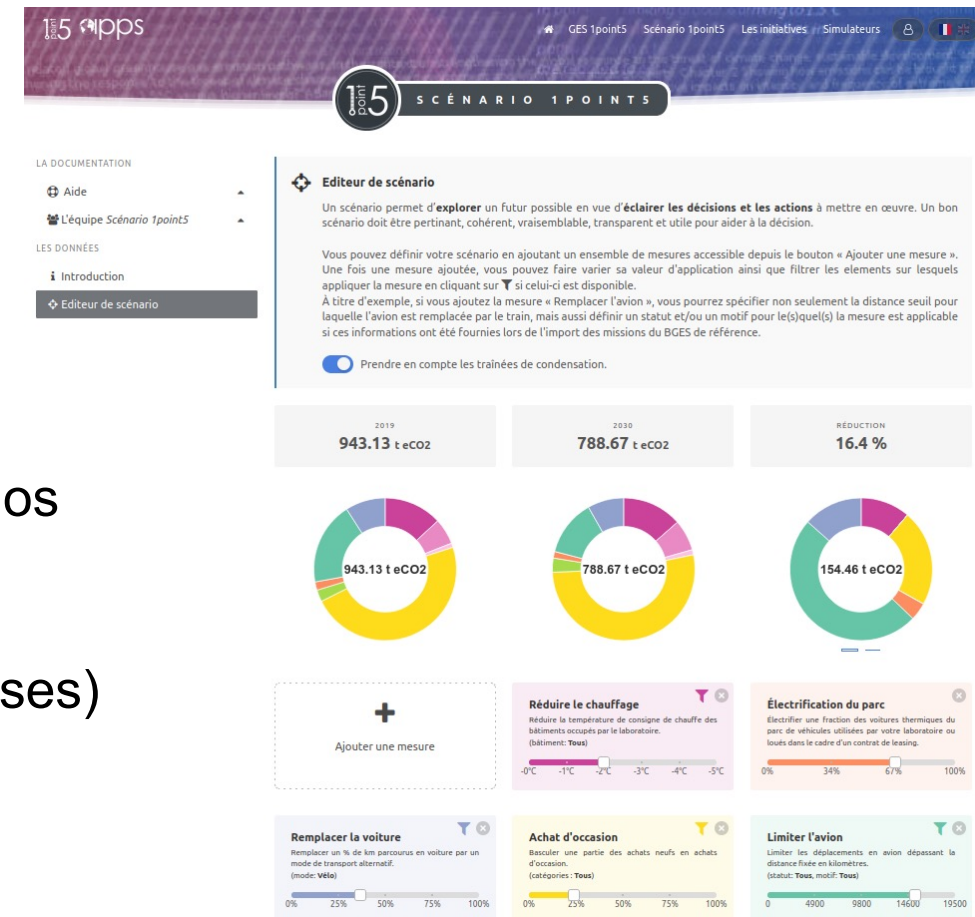 1point5 apps
GES 1point5 Scénario 1point5 Les initiatives Simulateurs
1point5 SCÉNARIO 1POINT5
LA DOCUMENTATION
Aide
L'équipe Scénario 1point5
LES DONNÉES
Introduction
Editeur de scénario
os
ses)
Editeur de scénario
Un scénario permet d'explorer un futur possible en vue d'éclairer les décisions et les actions à mettre en œuvre. Un bon
scénario doit être pertinant, cohérent, vraisemblable, transparent et utile pour aider à la décision.
Vous pouvez définir votre scénario en ajoutant un ensemble de mesures accessible depuis le bouton « Ajouter une mesure ».
Une fois une mesure ajoutée, vous pouvez faire varier sa valeur d'application ainsi que filtrer les elements sur lesquels
appliquer la mesure en cliquant sur si celui-ci est disponible.
À titre d'exemple, si vous ajoutez la mesure « Remplacer l'avion », vous pourrez spécifier non seulement la distance seuil pour
laquelle l'avion est remplacée par le train, mais aussi définir un statut et/ou un motif pour le(s)quel(s) la mesure est applicable
si ces informations ont été fournies lors de l'import des missions du BGES de référence.
Prendre en compte les traînées de condensation.
2019
943.13 t eCO2
2030
788.67 t eCO2
RÉDUCTION
16.4 %
943.13 t eCO2
788.67 t eCO2
154.46 t eCO2
Ajouter une mesure
Réduire le chauffage
Réduire la température de consigne de chauffe des
bâtiments occupés par le laboratoire.
(bâtiment: Tous)
-0°C -1°C -2°C -3°C -4°C -5°C
Électrification du parc
Électrifier une fraction des voitures thermiques du
parc de véhicules utilisées par votre laboratoire ou
loués dans le cadre d'un contrat de leasing.
0% 34% 67% 100%
Remplacer la voiture
Remplacer un % de km parcourus en voiture par un
mode de transport alternatif.
(mode: Vélo)
0% 25% 50% 75% 100%
Achat d'occasion
Basculer une partie des achats neufs en achats
d'occasion.
(catégories : Tous)
0% 25% 50% 75% 100%
Limiter l'avion
Limiter les déplacements en avion dépassant la
distance fixée en kilomètres.
(statut: Tous, motif: Tous)
0 4900 9800 14600 19500